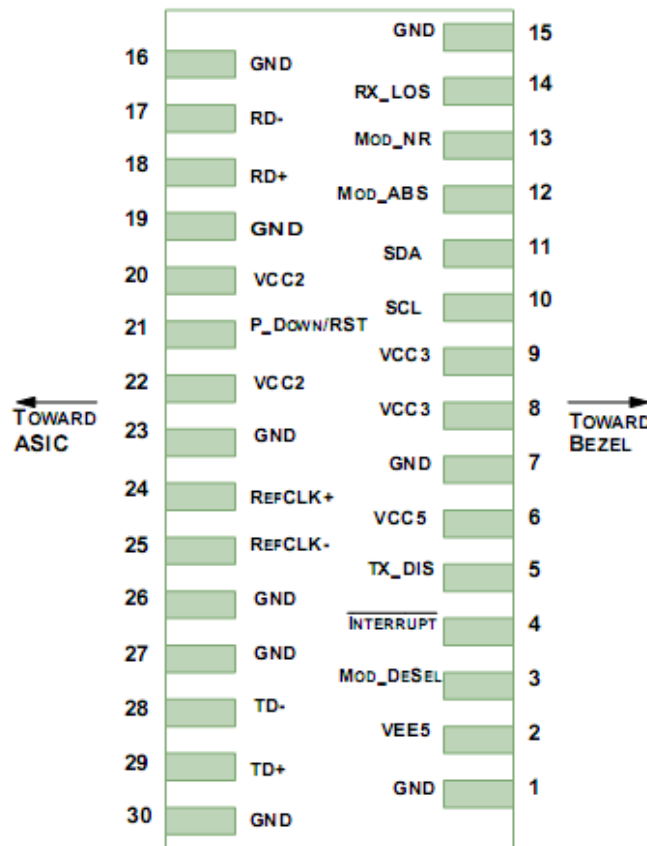 GND 15
16 GND
RX_LOS 14
17 RD-
MOD_NR 13
18 RD+
MOD_ABS 12
19 GND
SDA 11
20 VCC2
SCL 10
21 P_DOWN/RST
VCC3 9
22 VCC2
VCC3 8
TOWARD
ASIC
TOWARD
BEZEL
23 GND
GND 7
24 REFCLK+
VCC5 6
25 REFCLK-
TX_DIS 5
26 GND
INTERRUPT 4
27 GND
MOD_DESEL 3
28 TD-
VEE5 2
29 TD+
GND 1
30 GND